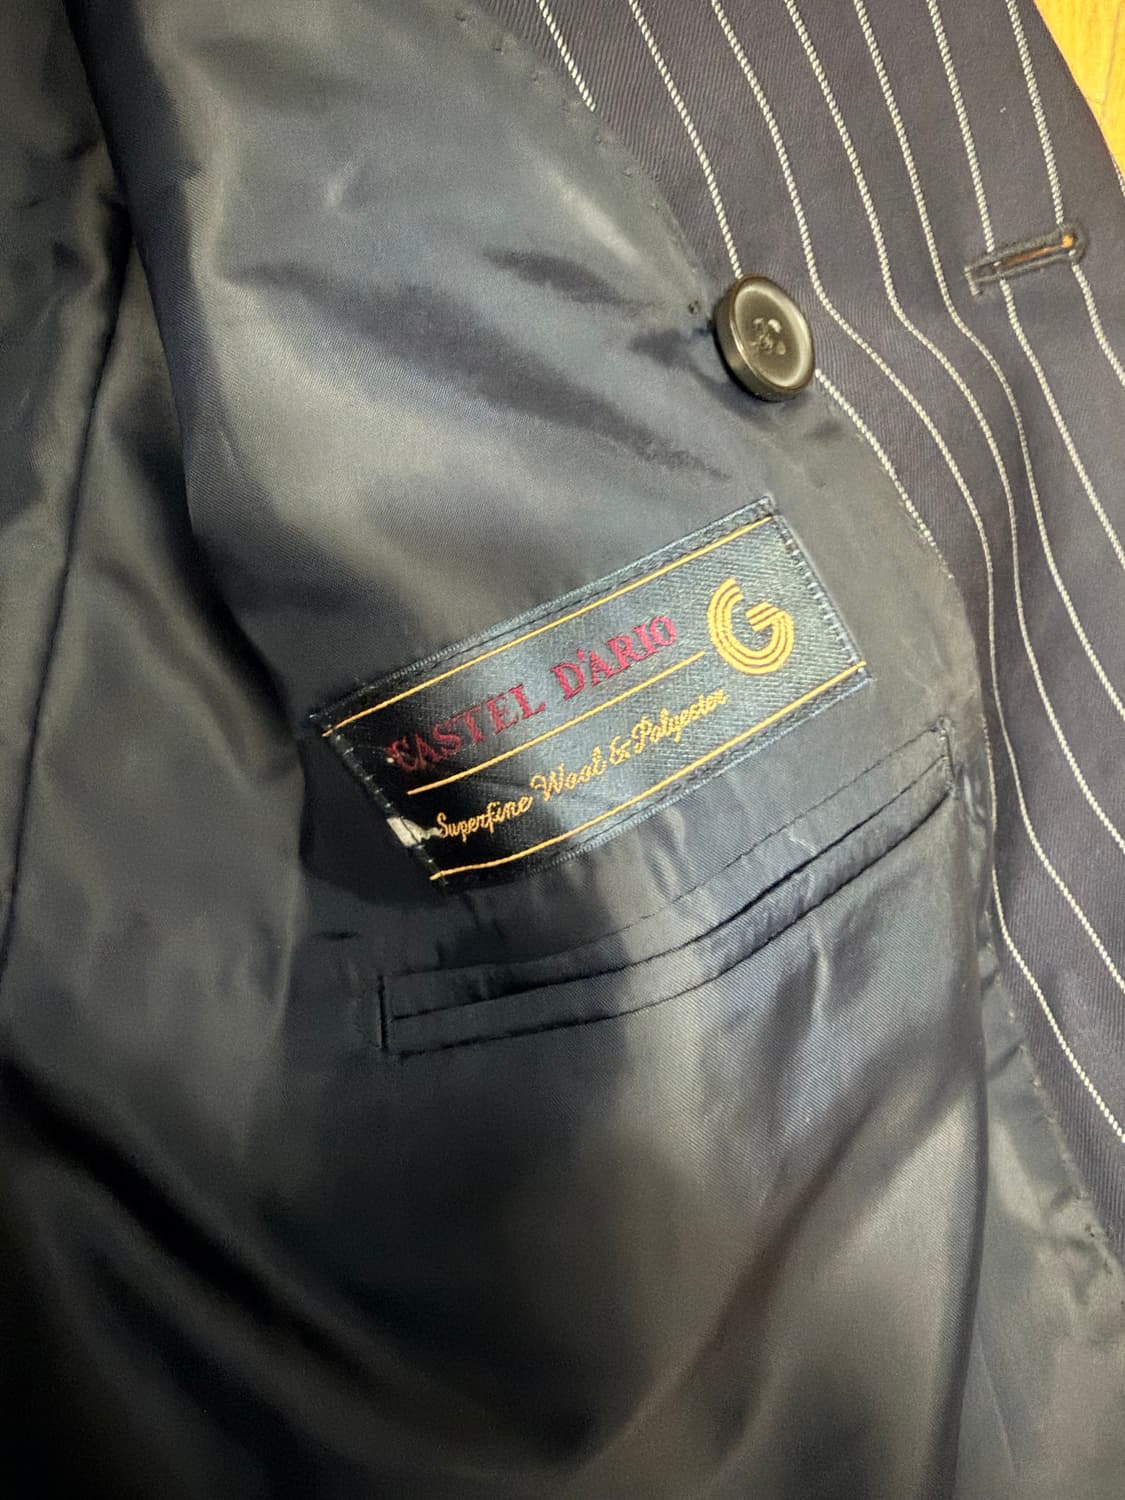 CASTEL D'ARIO
G
Superfine Wool & Polyester